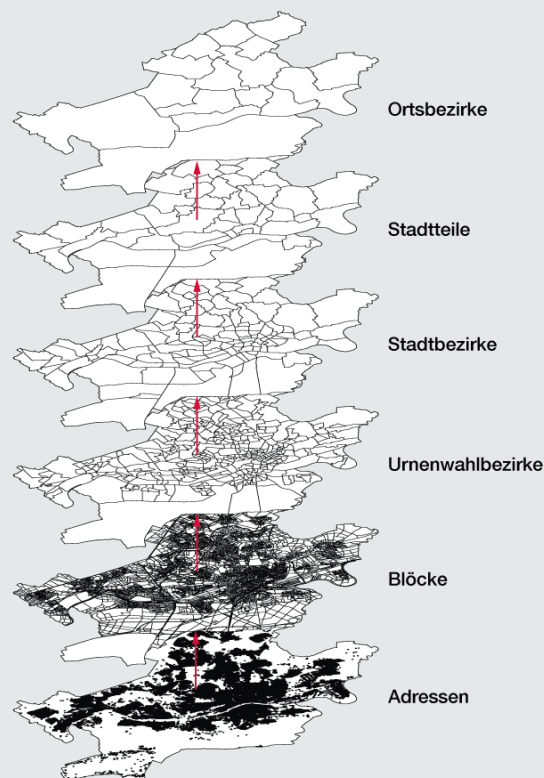 Ortsbezirke
Stadtteile
Stadtbezirke
Urnenwahlbezirke
Blöcke
Adressen